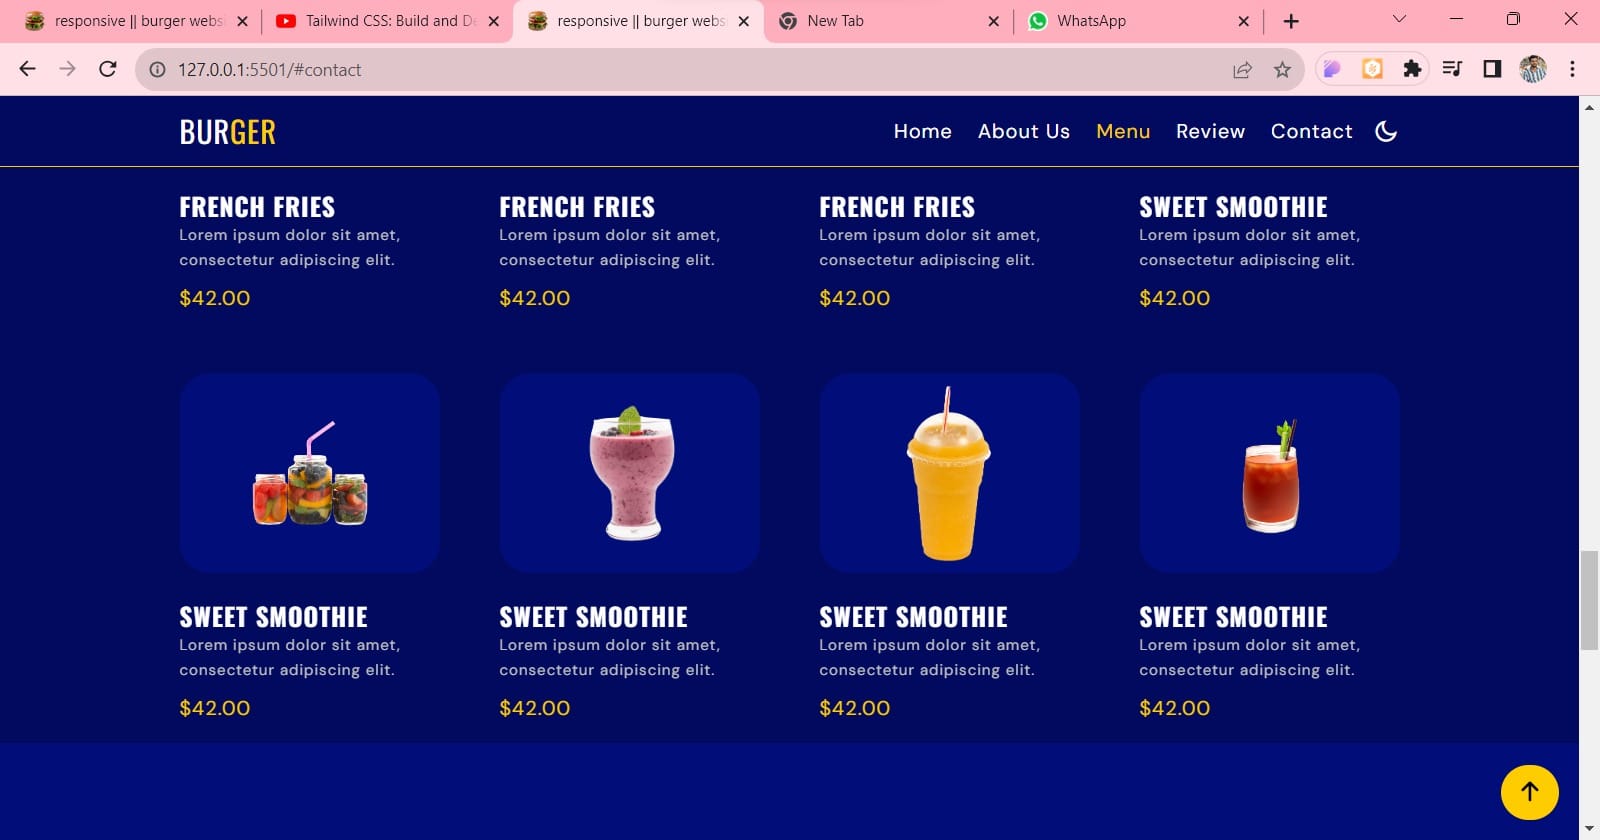 responsive || burger webs
Tailwind CSS: Build and De
responsive || burger webs
New Tab
WhatsApp
127.0.0.1:5501/#contact
BURGER
Home
About Us
Menu
Review
Contact
FRENCH FRIES
Lorem ipsum dolor sit amet,
consectetur adipiscing elit.
$42.00
FRENCH FRIES
Lorem ipsum dolor sit amet,
consectetur adipiscing elit.
$42.00
FRENCH FRIES
Lorem ipsum dolor sit amet,
consectetur adipiscing elit.
$42.00
SWEET SMOOTHIE
Lorem ipsum dolor sit amet,
consectetur adipiscing elit.
$42.00
SWEET SMOOTHIE
Lorem ipsum dolor sit amet,
consectetur adipiscing elit.
$42.00
SWEET SMOOTHIE
Lorem ipsum dolor sit amet,
consectetur adipiscing elit.
$42.00
SWEET SMOOTHIE
Lorem ipsum dolor sit amet,
consectetur adipiscing elit.
$42.00
SWEET SMOOTHIE
Lorem ipsum dolor sit amet,
consectetur adipiscing elit.
$42.00